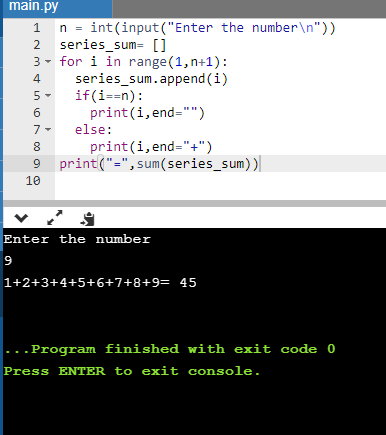 main.py
1 n = int(input("Enter the number\n"))
2 series_sum= []
3 for i in range(1,n+1):
4   series_sum.append(i)
5   if(i==n):
6     print(i,end="")
7   else:
8     print(i,end="+")
9 print("=",sum(series_sum))
10
Enter the number
9
1+2+3+4+5+6+7+8+9= 45
...Program finished with exit code 0
Press ENTER to exit console.